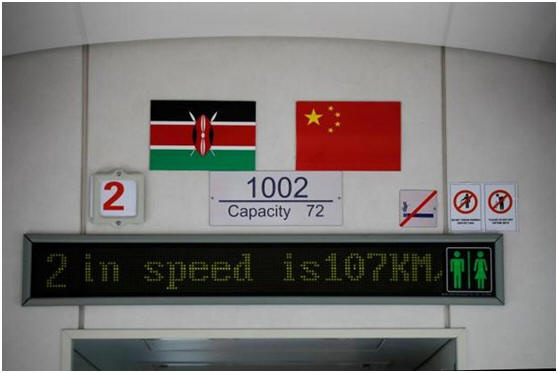 2
1002
Capacity 72
2 in speed is107KM/